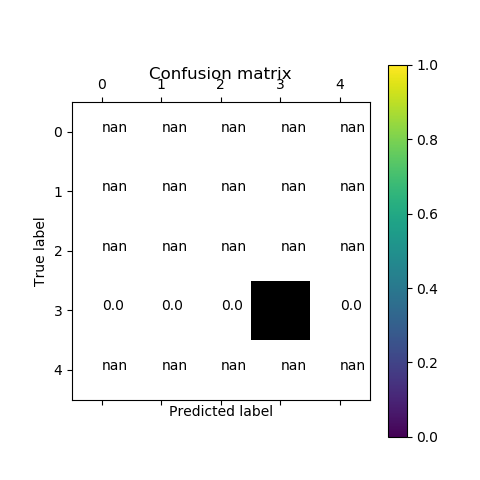 Confusion matrix
0 1 2 3 4
0 nan nan nan nan nan
1 nan nan nan nan nan
2 nan nan nan nan nan
3 0.0 0.0 0.0 0.0
4 nan nan nan nan nan
True label
Predicted label
1.0
0.8
0.6
0.4
0.2
0.0